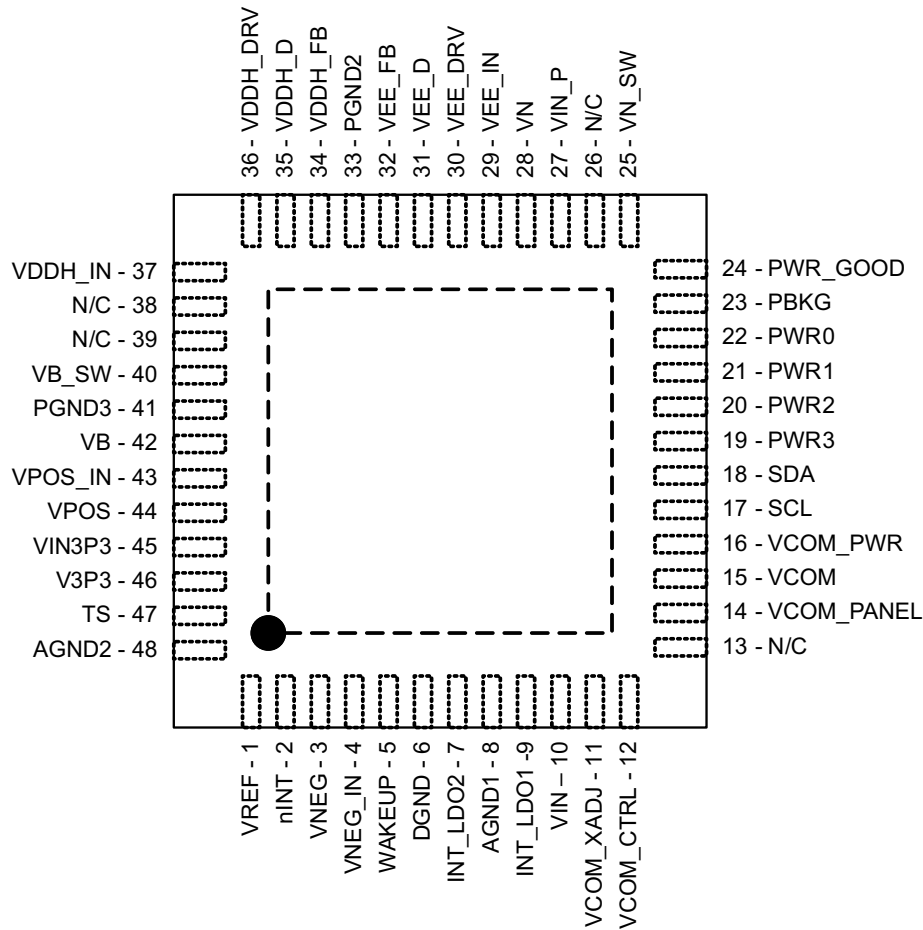 36 - VDDH_DRV
35 - VDDH_D
34 - VDDH_FB
33 - PGND2
32 - VEE_FB
31 - VEE_D
30 - VEE_DRV
29 - VEE_IN
28 - VN
27 - VIN_P
26 - N/C
25 - VN_SW
VDDH_IN - 37
N/C - 38
N/C - 39
VB_SW - 40
PGND3 - 41
VB - 42
VPOS_IN - 43
VPOS - 44
VIN3P3 - 45
V3P3 - 46
TS - 47
AGND2 - 48
24 - PWR_GOOD
23 - PBKG
22 - PWR0
21 - PWR1
20 - PWR2
19 - PWR3
18 - SDA
17 - SCL
16 - VCOM_PWR
15 - VCOM
14 - VCOM_PANEL
13 - N/C
VREF - 1
nINT - 2
VNEG - 3
VNEG_IN - 4
WAKEUP - 5
DGND - 6
INT_LDO2 - 7
AGND1 - 8
INT_LDO1 -9
VIN – 10
VCOM_XADJ - 11
VCOM_CTRL - 12